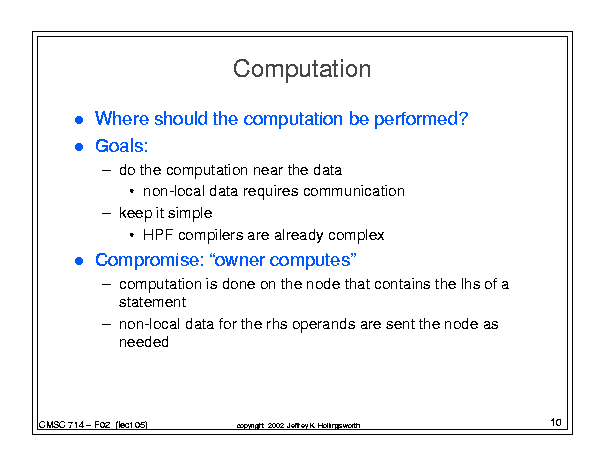 Computation
● Where should the computation be performed?
● Goals:
– do the computation near the data
• non-local data requires communication
– keep it simple
• HPF compilers are already complex
● Compromise: “owner computes”
– computation is done on the node that contains the lhs of a
statement
– non-local data for the rhs operands are sent the node as
needed
CMSC 714 – F02 (lect 05)
copyright 2002 Jeffrey K. Hollingsworth
10